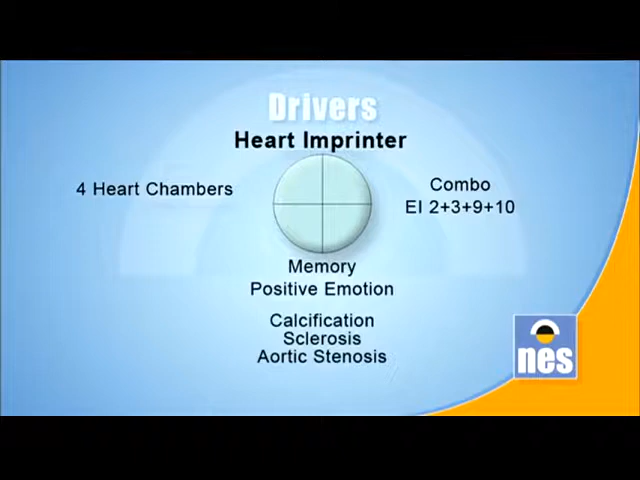 Drivers
Heart Imprinter
4 Heart Chambers
Combo
EI 2+3+9+10
Memory
Positive Emotion
Calcification
Sclerosis
Aortic Stenosis
nes